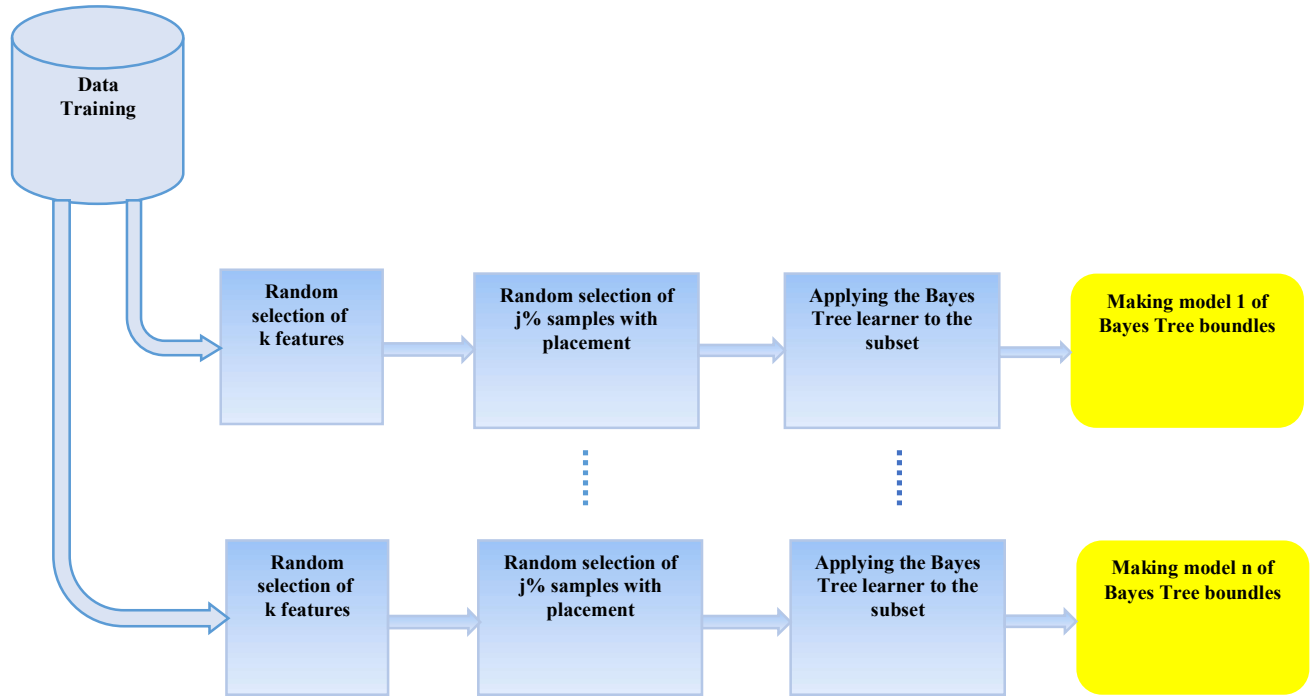 Data
Training
Random
selection of
k features
Random selection of
j% samples with
placement
Applying the Bayes
Tree learner to the
subset
Making model 1 of
Bayes Tree boundles
Random
selection of
k features
Random selection of
j% samples with
placement
Applying the Bayes
Tree learner to the
subset
Making model n of
Bayes Tree boundles